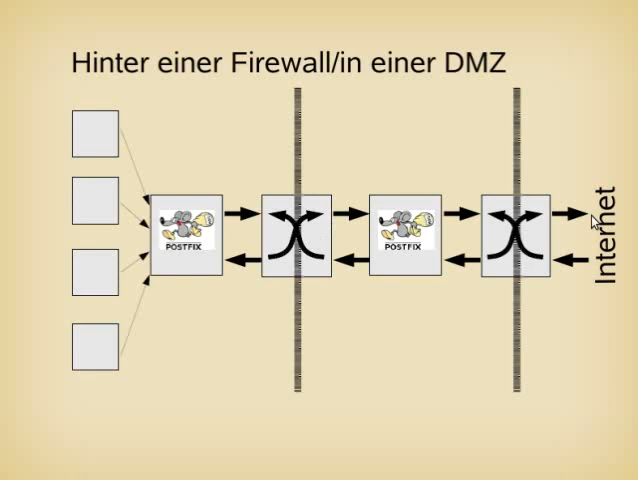 Hinter einer Firewall/in einer DMZ
POSTFIX
POSTFIX
Internet